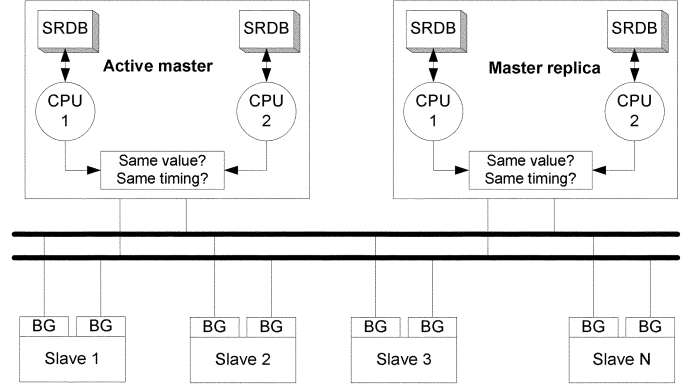 SRDB SRDB SRDB SRDB
Active master Master replica
CPU 1 CPU 2 CPU 1 CPU 2
Same value? Same value?
Same timing? Same timing?
BG BG BG BG BG BG BG BG
Slave 1 Slave 2 Slave 3 Slave N